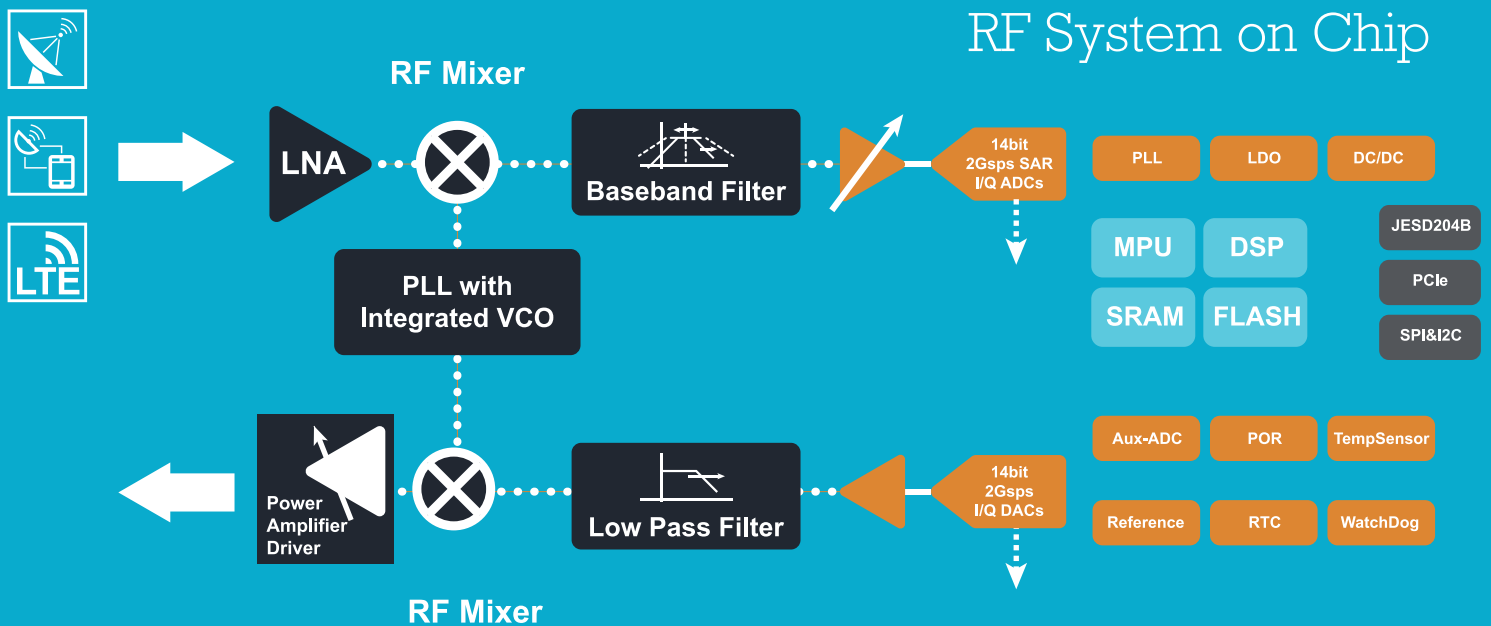 RF System on Chip
RF Mixer
LNA
Baseband Filter
14bit
2Gsps SAR
I/Q ADCs
PLL
LDO
DC/DC
JESD204B
MPU
DSP
PCIe
SRAM
FLASH
SPI&I2C
LTE
PLL with
Integrated VCO
Power
Amplifier
Driver
Low Pass Filter
14bit
2Gsps
I/Q DACs
Aux-ADC
POR
TempSensor
Reference
RTC
WatchDog
RF Mixer